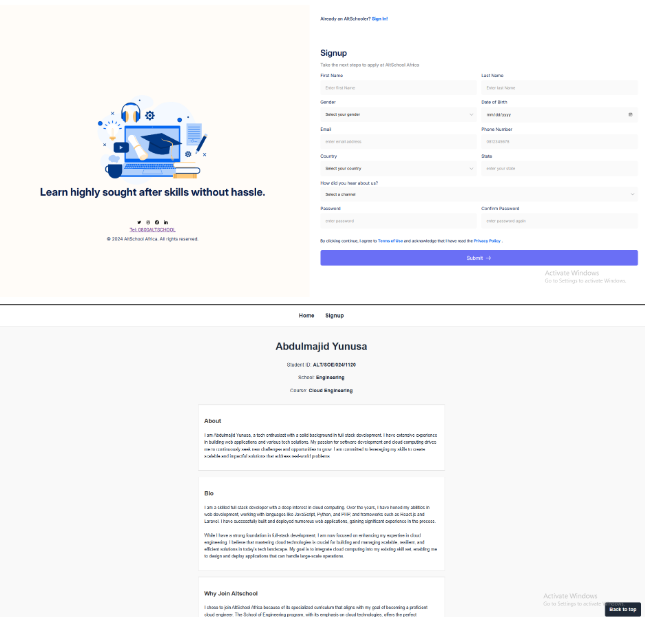 Already an AltSchooler? Sign In!
Signup
Take the next steps to apply at AltSchool Africa
First Name
Last Name
Enter first Name
Enter last Name
Gender
Date of Birth
Select your gender
mm/dd/yyyy
Email
Phone Number
enter email address
Country
State
Select your country
enter your state
How did you hear about us?
Select a channel
Password
Confirm Password
enter password
enter password again
By clicking continue, I agree to Terms of Use and acknowledge that I have read the Privacy Policy .
Submit →
Learn highly sought after skills without hassle.
Tel: 0800ALTSCHOOL
© 2024 AltSchool Africa. All rights reserved.
Activate Windows
Go to Settings to activate Windows.
Home Signup
Abdulmajid Yunusa
Student ID: ALT/SOE/024/1120
School: Engineering
Course: Cloud Engineering
About
I am Abdulmajid Yunusa, a tech enthusiast with a solid background in full stack development. I have extensive experience
in building web applications and various tech solutions. My passion for software development and cloud computing drives
me to continuously seek new challenges and opportunities to grow. I am committed to leveraging my skills to create
scalable and impactful solutions that address real-world problems.
Bio
I am a skilled full-stack developer with a deep interest in cloud computing. Over the years, I have honed my abilities in
web development, working with languages like JavaScript, Python, and PHP, and frameworks such as React.js and
Laravel. I have successfully built and deployed numerous web applications, gaining significant experience in the process.
While I have a strong foundation in full-stack development, I am now focused on enhancing my expertise in cloud
engineering. I believe that mastering cloud technologies is crucial for building and managing scalable, resilient, and
efficient solutions in today's tech landscape. My goal is to integrate cloud computing into my existing skill set, enabling me
to design and deploy applications that can handle large-scale operations.
Why Join Altschool
I chose to join AltSchool Africa because of its specialized curriculum that aligns with my goal of becoming a proficient
cloud engineer. The School of Engineering program, with its emphasis on cloud technologies, offers the perfect
Activate Windows
Go to Settings to activate
Back to top